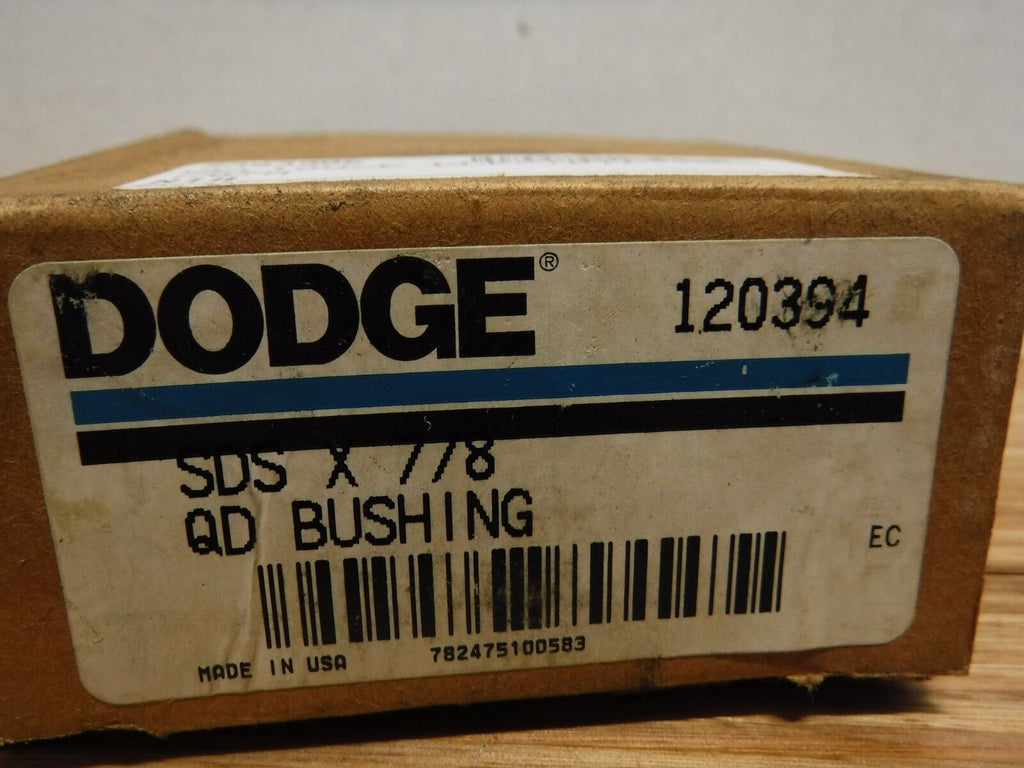 DODGE®
120394
SDS X 7/8
QD BUSHING
EC
782475100583
MADE IN USA